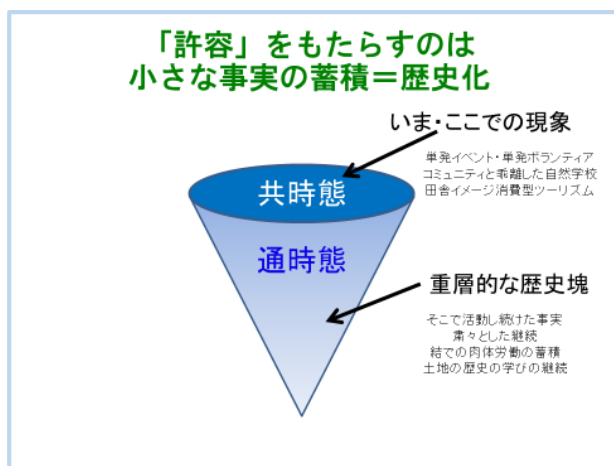 「許容」をもたらすのは
小さな事実の蓄積＝歴史化
いま・ここでの現象
単発イベント・単発ボランティア
コミュニティと乖離した自然学校
田舎イメージ消費型ツーリズム
共時態
通時態
重層的な歴史塊
そこで活動し続けた事実
粛々とした継続
結での肉体労働の蓄積
土地の歴史の学びの継続